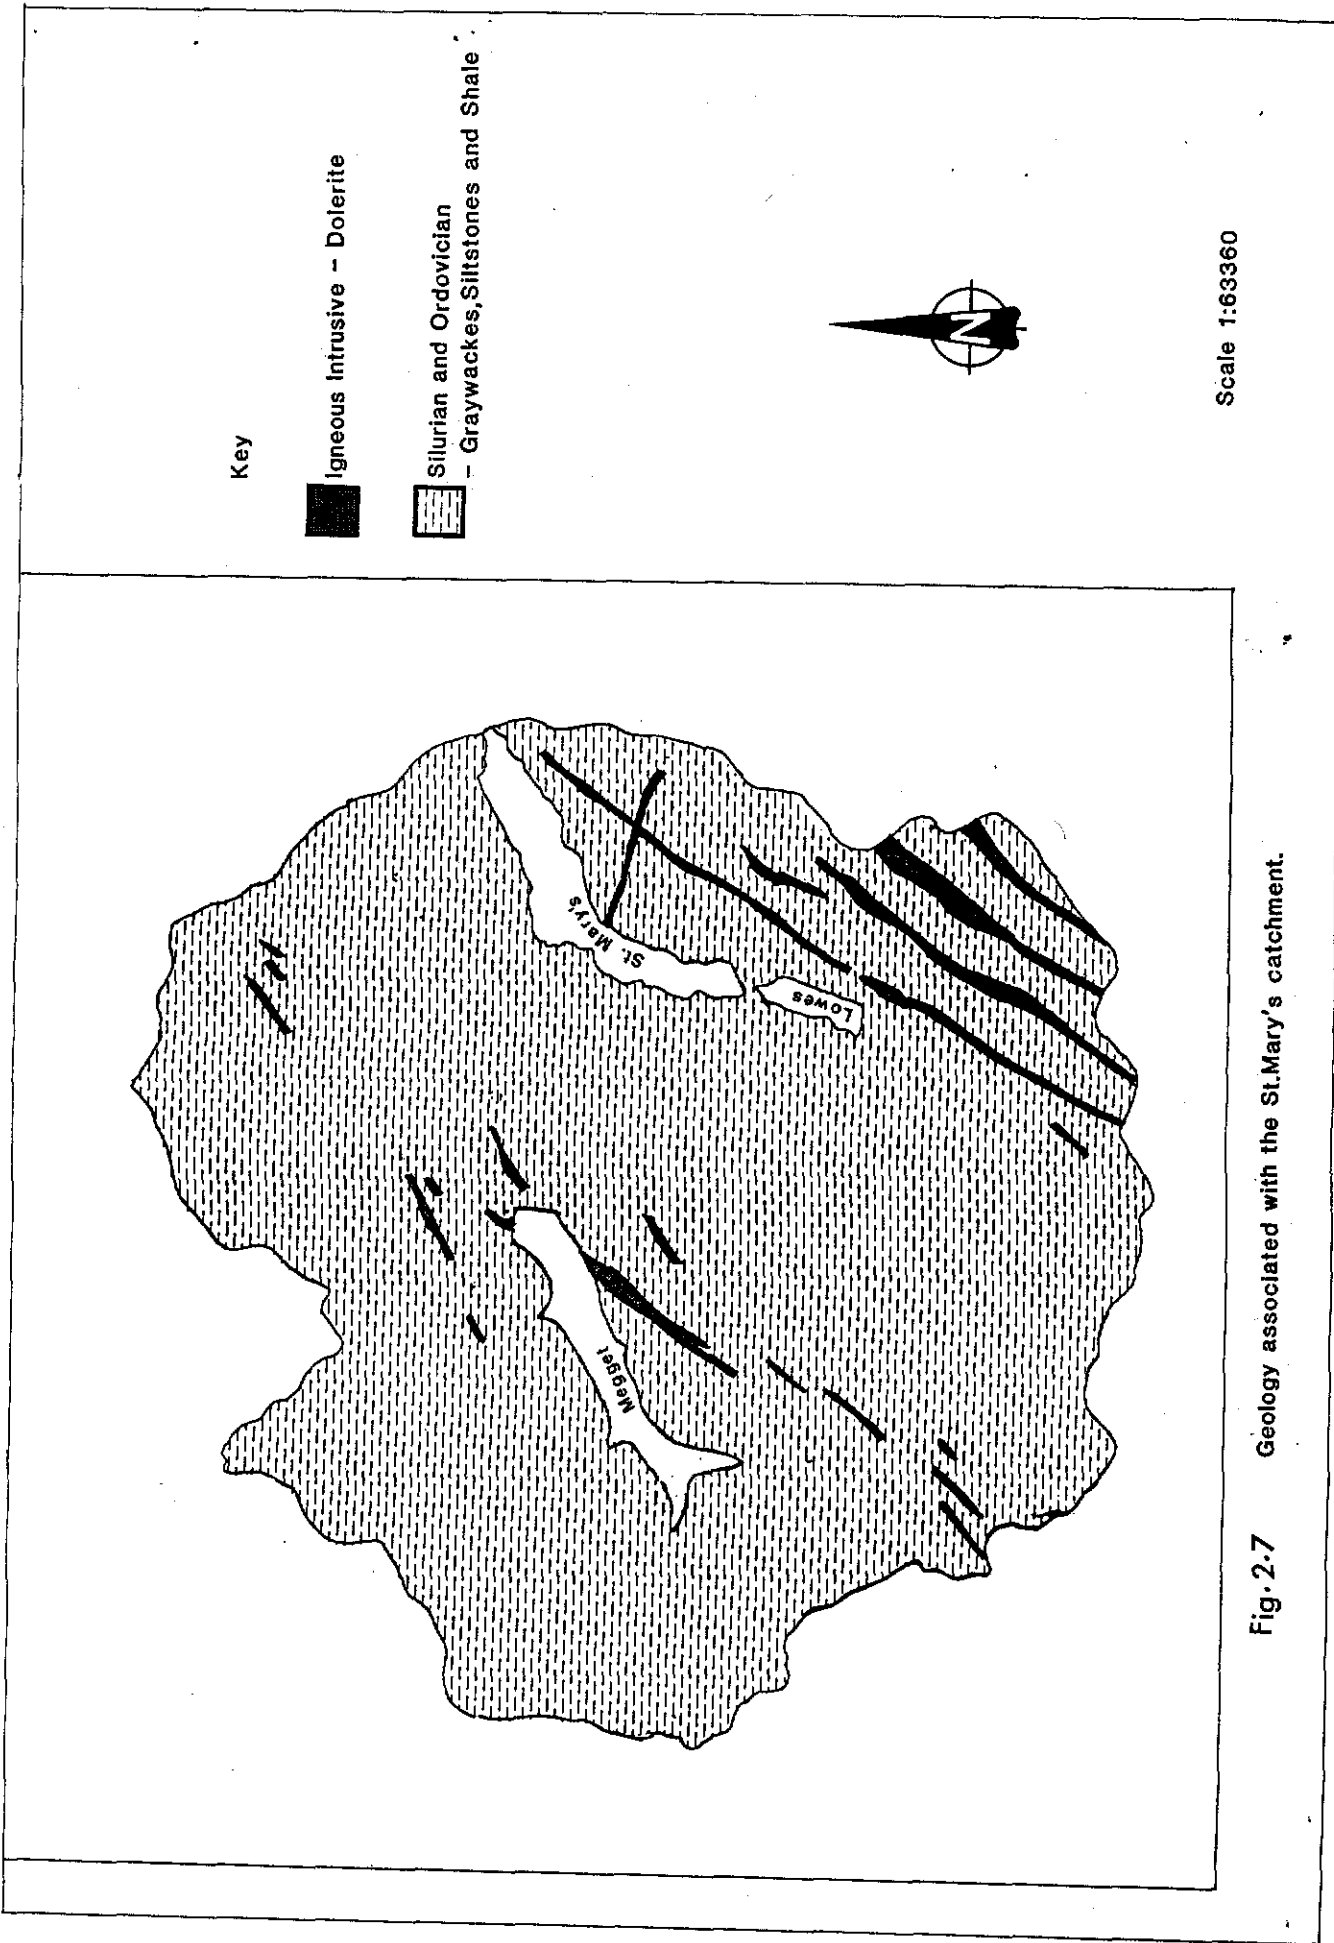 Key
Igneous Intrusive – Dolerite
Silurian and Ordovician
– Graywackes, Siltstones and Shale
N
Scale 1:63360
St. Mary's
Lowes
Megget
Fig. 2.7 Geology associated with the St. Mary's catchment.